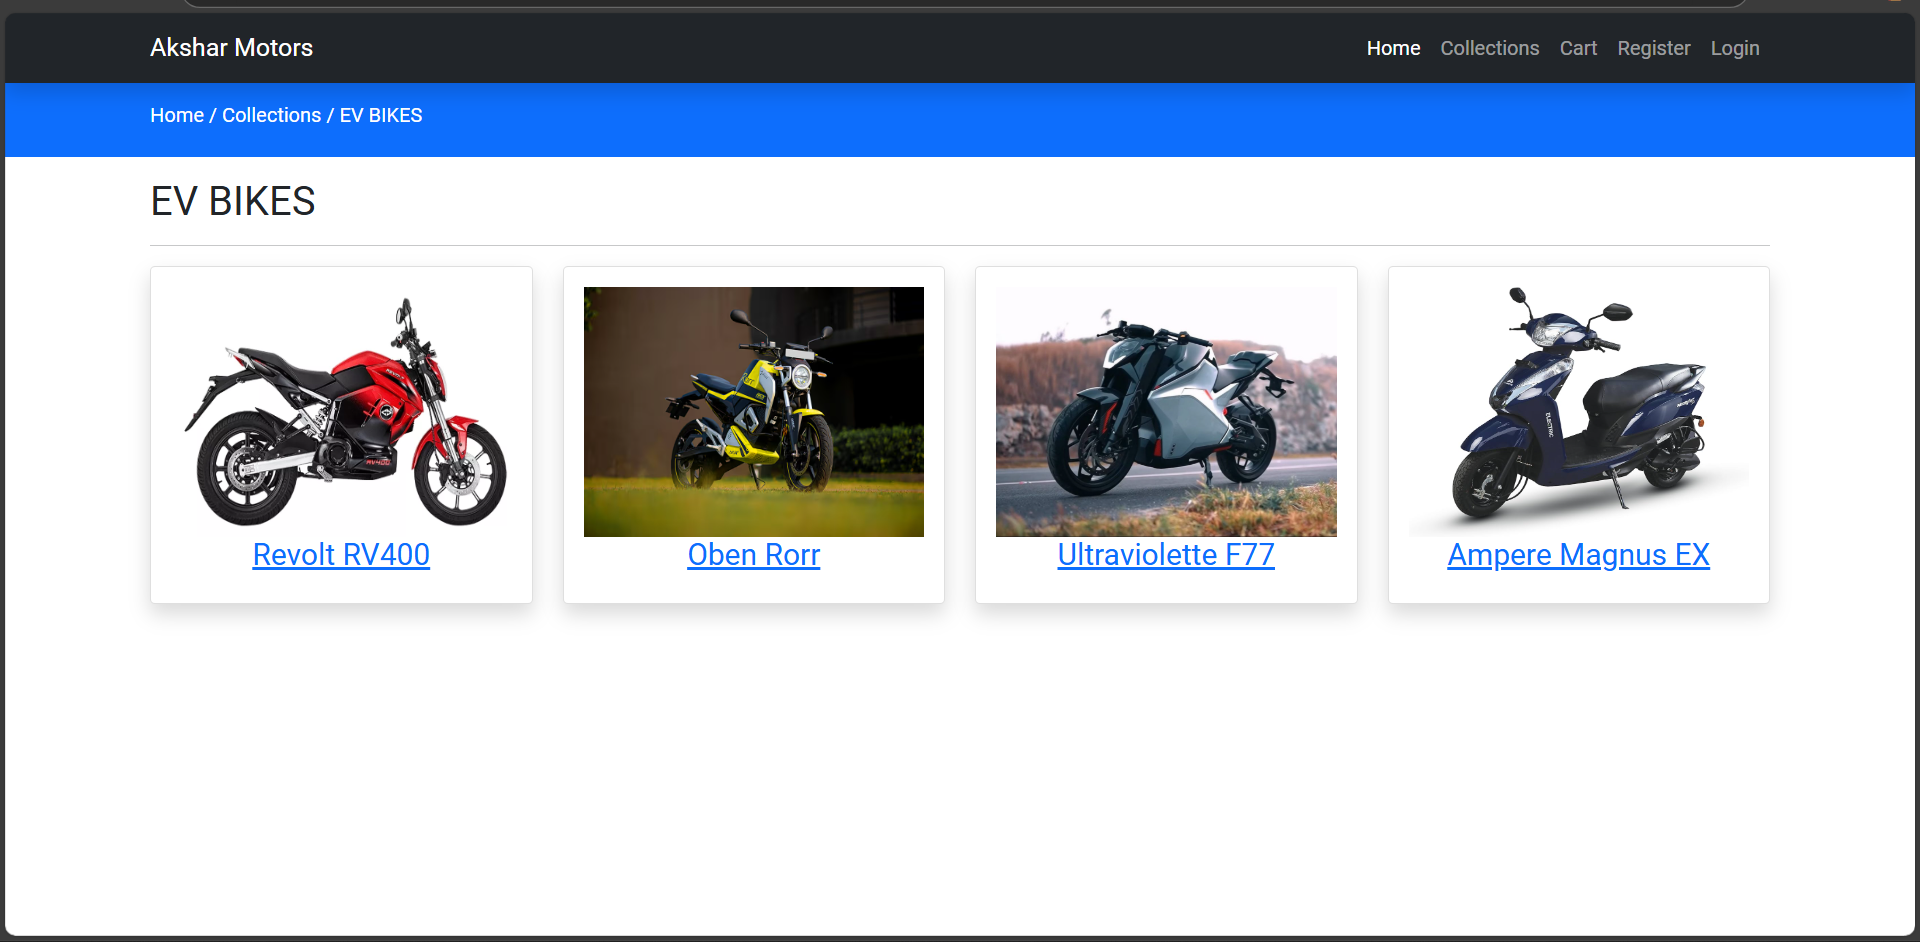 Akshar Motors
Home Collections Cart Register Login
Home / Collections / EV BIKES
EV BIKES
RV400
Revolt RV400
Oben Rorr
Ultraviolette F77
Ampere Magnus EX